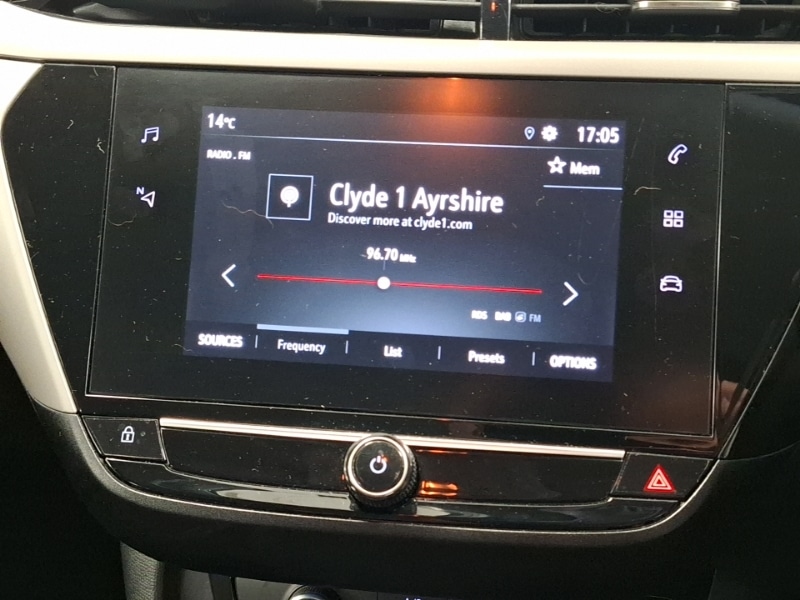 14°C 17:05
RADIO . FM
Mem
N
Clyde 1 Ayrshire
Discover more at clyde1.com
96.70 MHz
RDS DAB FM
SOURCES Frequency List Presets OPTIONS